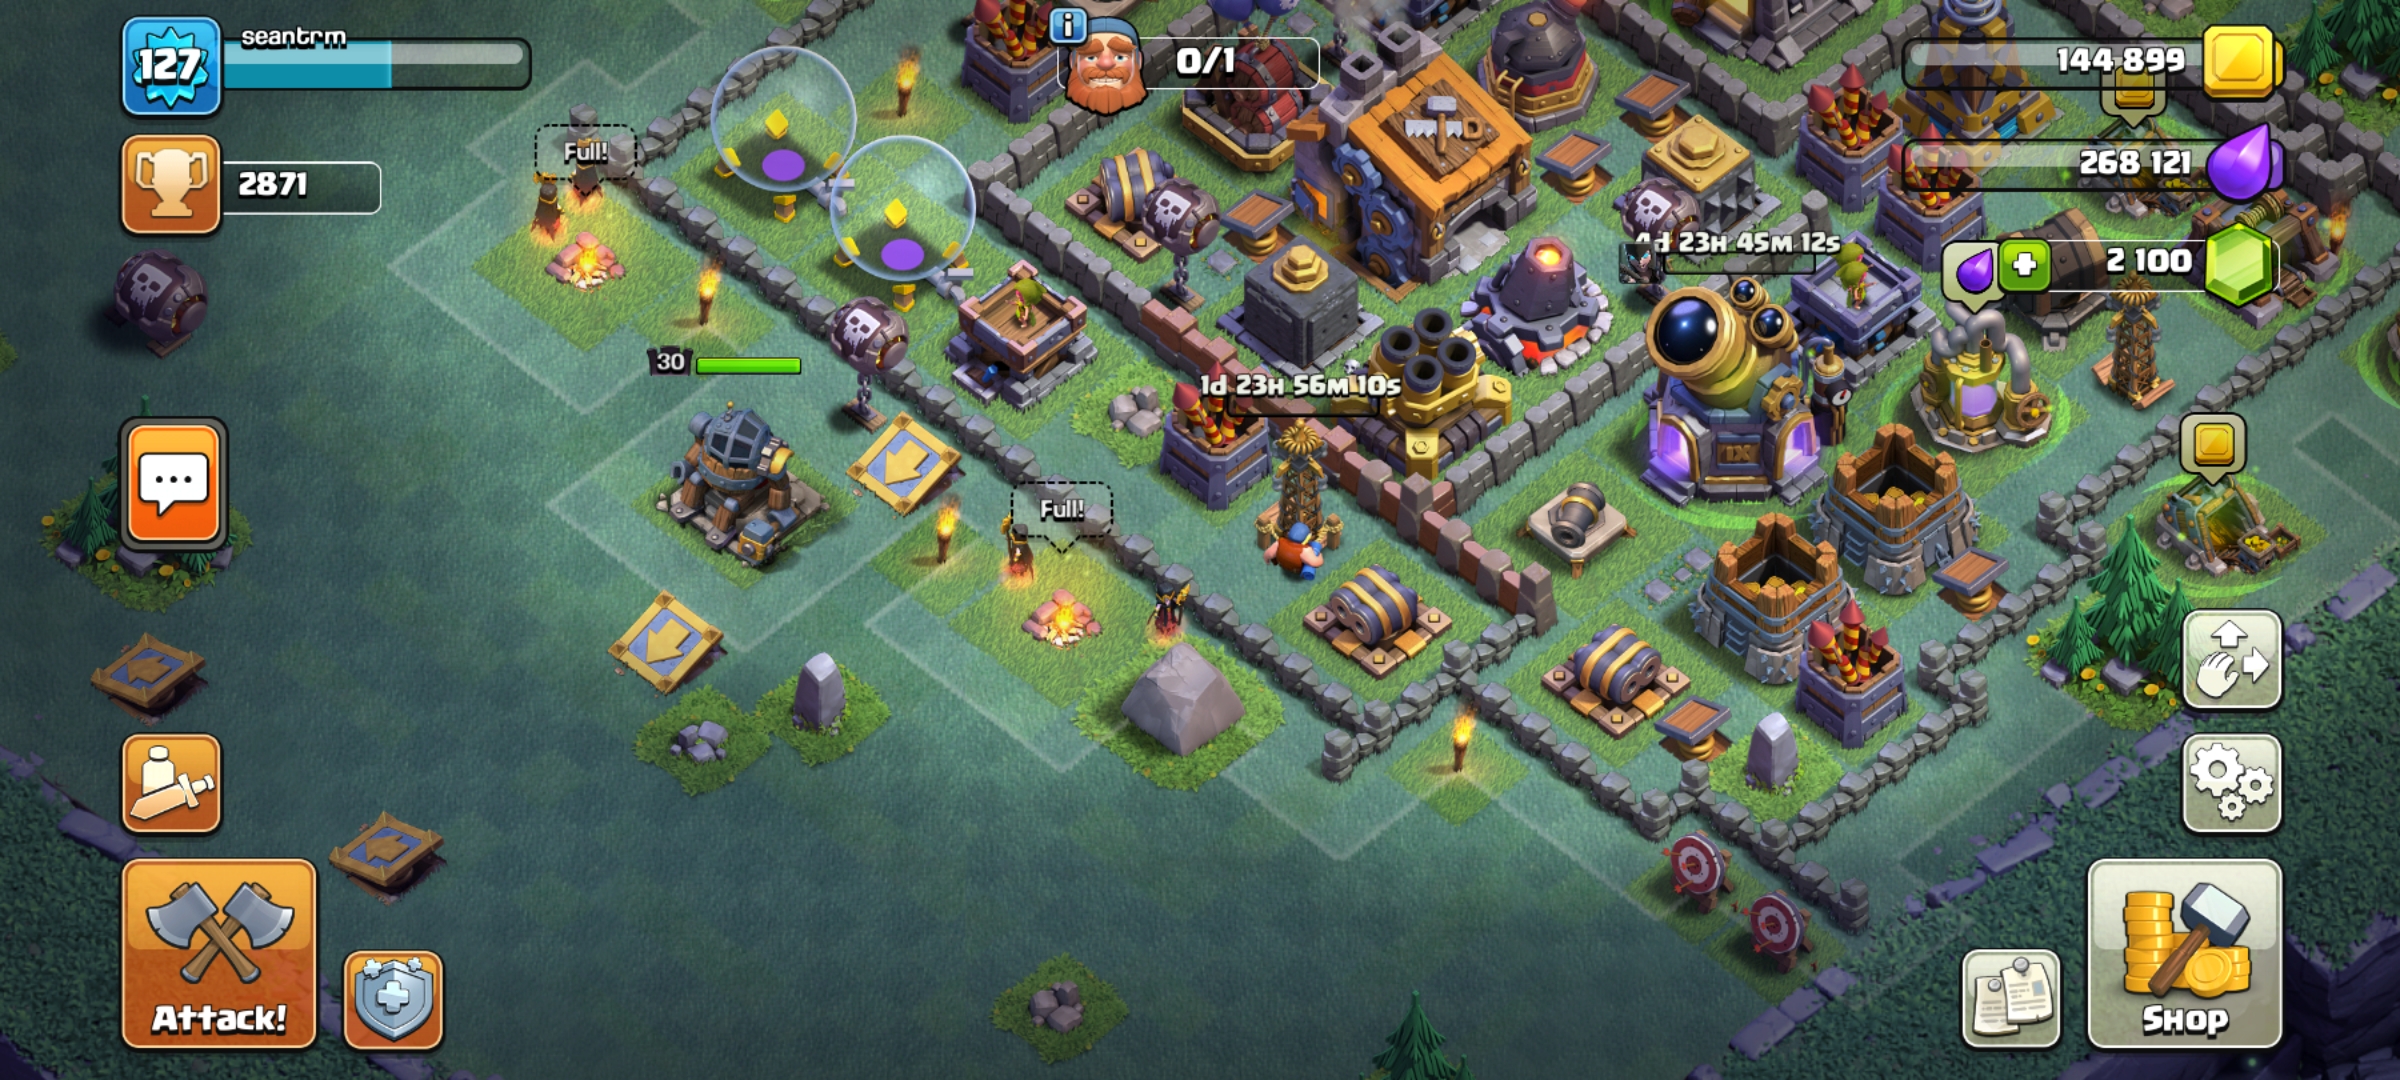 127
seantrm
0/1
144 899
2871
Full!
268 121
4d 23H 45M 12s
2 100
30
1d 23H 56M 10s
Full!
Attack!
Shop